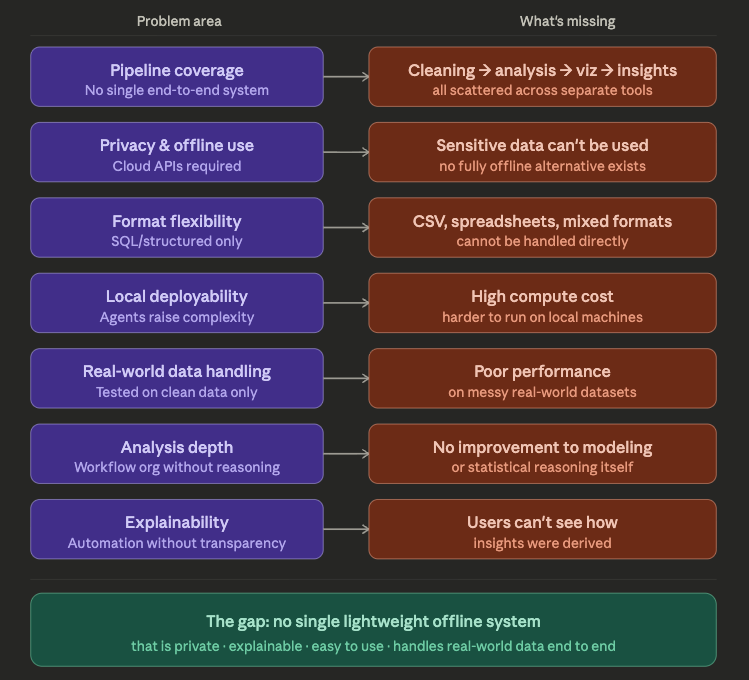 Problem area
What's missing
Pipeline coverage
No single end-to-end system
Cleaning → analysis → viz → insights
all scattered across separate tools
Privacy & offline use
Cloud APIs required
Sensitive data can't be used
no fully offline alternative exists
Format flexibility
SQL/structured only
CSV, spreadsheets, mixed formats
cannot be handled directly
Local deployability
Agents raise complexity
High compute cost
harder to run on local machines
Real-world data handling
Tested on clean data only
Poor performance
on messy real-world datasets
Analysis depth
Workflow org without reasoning
No improvement to modeling
or statistical reasoning itself
Explainability
Automation without transparency
Users can't see how
insights were derived
The gap: no single lightweight offline system
that is private · explainable · easy to use · handles real-world data end to end